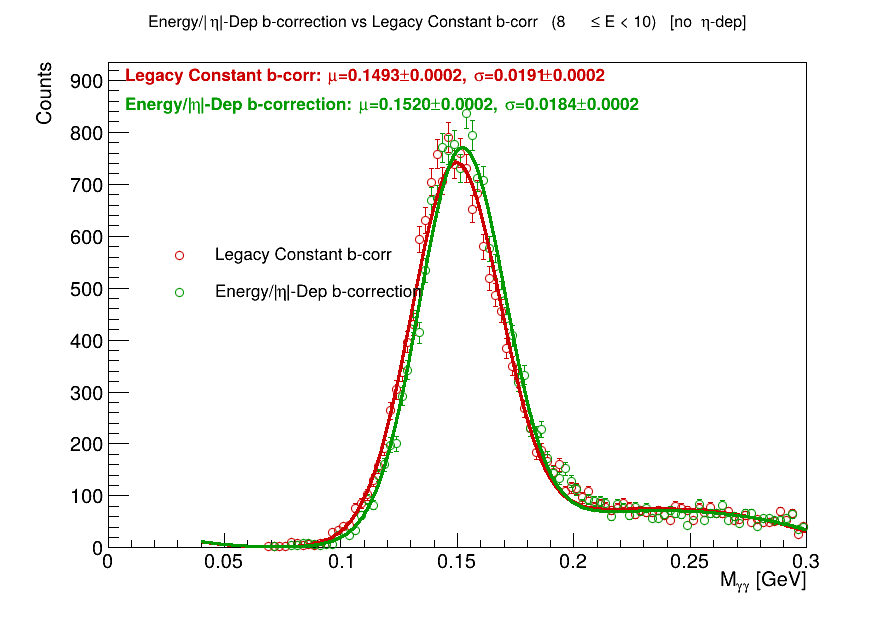 Energy/|η|-Dep b-correction vs Legacy Constant b-corr (8 ≤ E < 10) [no η-dep]
Counts
Legacy Constant b-corr: μ=0.1493±0.0002, σ=0.0191±0.0002
Energy/|η|-Dep b-correction: μ=0.1520±0.0002, σ=0.0184±0.0002
900
800
700
600
500
400
300
200
100
0
Legacy Constant b-corr
Energy/|η|-Dep b-correction
0 0.05 0.1 0.15 0.2 0.25 0.3
Mγγ [GeV]